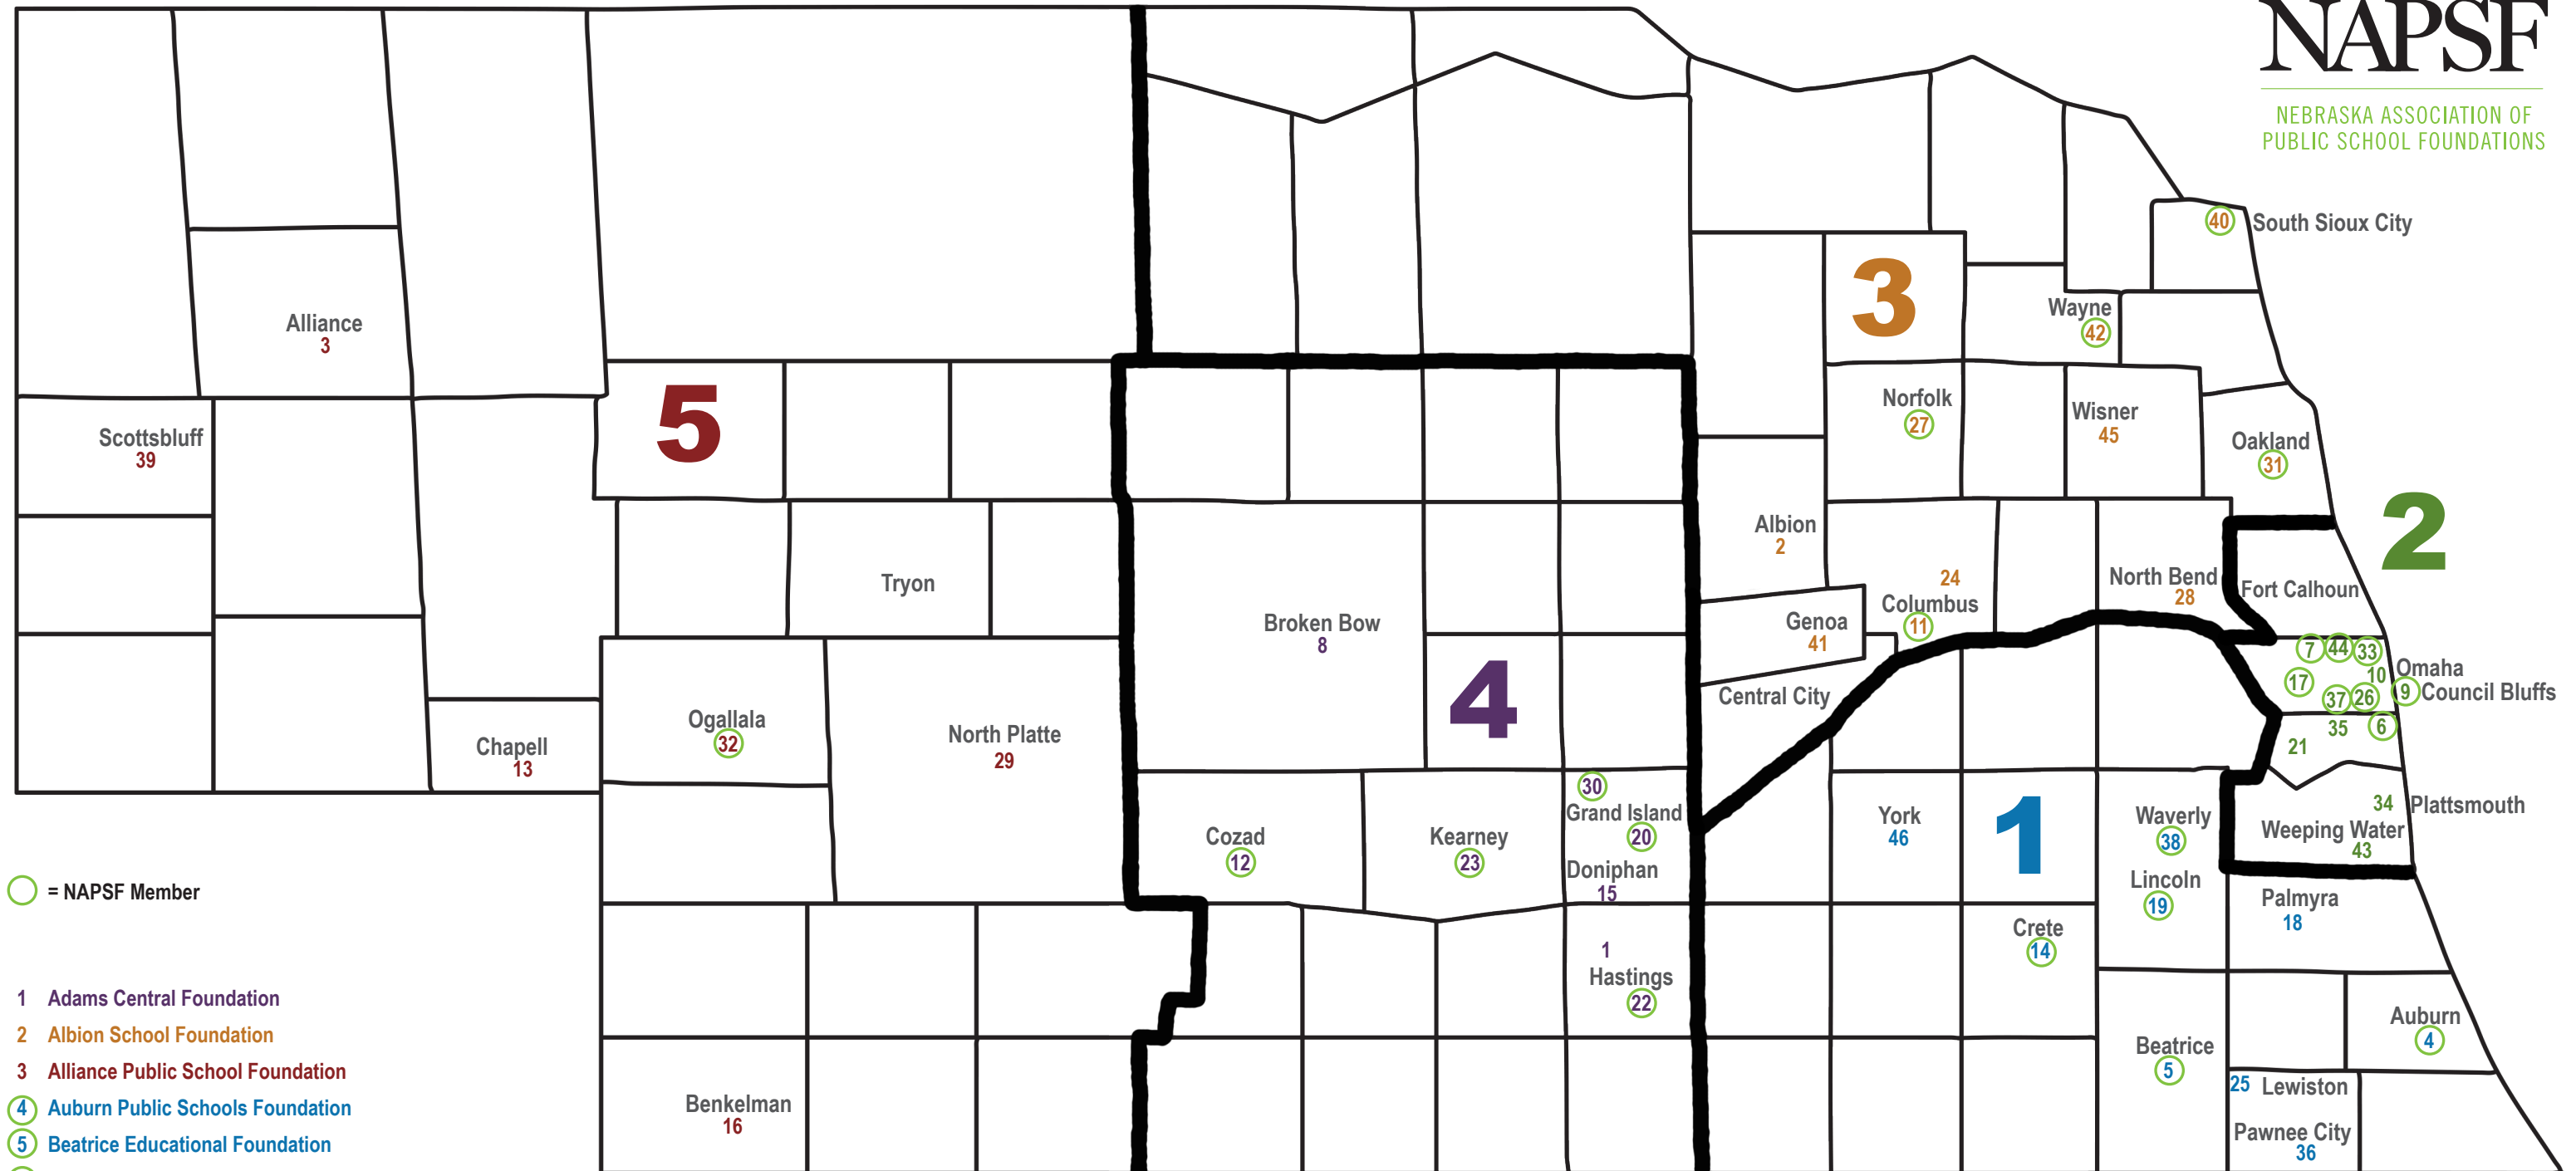 NAPSF
NEBRASKA ASSOCIATION OF
PUBLIC SCHOOL FOUNDATIONS
40 South Sioux City
3
Wayne
42
Alliance
3
5
Norfolk
27
Wisner
45
Scottsbluff
39
Oakland
31
2
Albion
2
Tryon
24
Columbus
11
North Bend
28
Fort Calhoun
Broken Bow
8
Genoa
41
4
7 44 33
Omaha
10
17
37 26
9 Council Bluffs
Central City
Ogallala
32
North Platte
29
Chapell
13
35
6
21
30
Grand Island
20
Doniphan
15
Cozad
12
Kearney
23
York
46
1
Waverly
38
Lincoln
19
34 Plattsmouth
Weeping Water
43
Palmyra
18
Crete
14
1
Hastings
22
Auburn
4
Beatrice
5
25 Lewiston
Pawnee City
36
Benkelman
16
= NAPSF Member
1 Adams Central Foundation
2 Albion School Foundation
3 Alliance Public School Foundation
4 Auburn Public Schools Foundation
5 Beatrice Educational Foundation